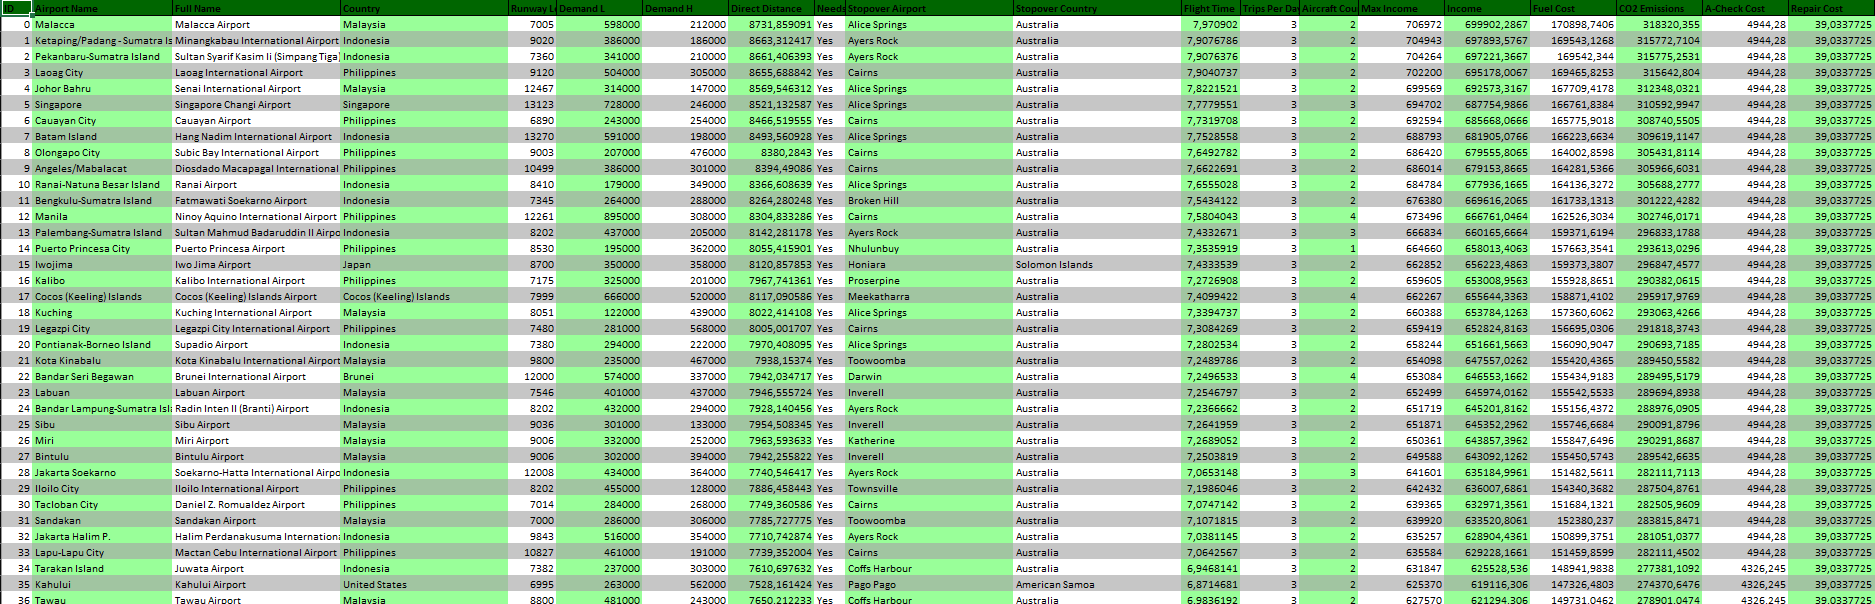 ID Airport Name Full Name Country Runway L Demand L Demand H Direct Distance Needs Stopover Airport Stopover Country Flight Time Trips Per Da Aircraft Cou Max Income Income Fuel Cost CO2 Emissions A-Check Cost Repair Cost
0 Malacca Malacca Airport Malaysia 7005 598000 212000 8731,859091 Yes Alice Springs Australia 7,970902 3 2 706972 699902,2867 170898,7406 318320,355 4944,28 39,0337725
1 Ketaping/Padang - Sumatra Is Minangkabau International Airport Indonesia 9020 386000 186000 8663,312417 Yes Ayers Rock Australia 7,9076786 3 2 704943 697893,5767 169543,1268 315772,7104 4944,28 39,0337725
2 Pekanbaru-Sumatra Island Sultan Syarif Kasim Ii (Simpang Tiga) Indonesia 7360 341000 210000 8661,406393 Yes Ayers Rock Australia 7,9076376 3 2 704264 697221,3667 169542,344 315775,2531 4944,28 39,0337725
3 Laoag City Laoag International Airport Philippines 9120 504000 305000 8655,688842 Yes Cairns Australia 7,9040737 3 2 702200 695178,0067 169465,8253 315642,804 4944,28 39,0337725
4 Johor Bahru Senai International Airport Malaysia 12467 314000 147000 8569,546312 Yes Alice Springs Australia 7,8221521 3 2 699569 692573,3167 167709,4178 312348,0321 4944,28 39,0337725
5 Singapore Singapore Changi Airport Singapore 13123 728000 246000 8521,132587 Yes Alice Springs Australia 7,7779551 3 3 694702 687754,9866 166761,8384 310592,9947 4944,28 39,0337725
6 Cauayan City Cauayan Airport Philippines 6890 243000 254000 8466,519555 Yes Cairns Australia 7,7319708 3 2 692594 685668,0666 165775,9018 308740,5505 4944,28 39,0337725
7 Batam Island Hang Nadim International Airport Indonesia 13270 591000 198000 8493,560928 Yes Alice Springs Australia 7,7528558 3 2 688793 681905,0766 166223,6634 309619,1147 4944,28 39,0337725
8 Olongapo City Subic Bay International Airport Philippines 9003 207000 476000 8380,2843 Yes Cairns Australia 7,6492782 3 2 686420 679555,8065 164002,8598 305431,8114 4944,28 39,0337725
9 Angeles/Mabalacat Diosdado Macapagal International Philippines 10499 386000 301000 8394,49086 Yes Cairns Australia 7,6622691 3 2 686014 679153,8665 164281,5366 305966,6031 4944,28 39,0337725
10 Ranai-Natuna Besar Island Ranai Airport Indonesia 8410 179000 349000 8366,608639 Yes Alice Springs Australia 7,6555028 3 2 684784 677936,1665 164136,3272 305688,2777 4944,28 39,0337725
11 Bengkulu-Sumatra Island Fatmawati Soekarno Airport Indonesia 7345 264000 288000 8264,280248 Yes Broken Hill Australia 7,5434122 3 2 676380 669616,2065 161733,1313 301222,4282 4944,28 39,0337725
12 Manila Ninoy Aquino International Airport Philippines 12261 895000 308000 8304,833286 Yes Cairns Australia 7,5804043 3 4 673496 666761,0464 162526,3034 302746,0171 4944,28 39,0337725
13 Palembang-Sumatra Island Sultan Mahmud Badaruddin II Airpo Indonesia 8202 437000 205000 8142,281178 Yes Ayers Rock Australia 7,4332671 3 3 666834 660165,6664 159371,6194 296833,1788 4944,28 39,0337725
14 Puerto Princesa City Puerto Princesa Airport Philippines 8530 195000 362000 8055,415901 Yes Nhulunbuy Australia 7,3535919 3 1 664660 658013,4063 157663,3541 293613,0296 4944,28 39,0337725
15 Iwojima Iwo Jima Airport Japan 8700 350000 358000 8120,857853 Yes Honiara Solomon Islands 7,4333539 3 2 662852 656223,4863 159373,3807 296847,4577 4944,28 39,0337725
16 Kalibo Kalibo International Airport Philippines 7175 325000 201000 7967,741361 Yes Proserpine Australia 7,2726908 3 2 659605 653008,9563 155928,8651 290382,0615 4944,28 39,0337725
17 Cocos (Keeling) Islands Cocos (Keeling) Islands Airport Cocos (Keeling) Islands 7999 666000 520000 8117,090586 Yes Meekatharra Australia 7,4099422 3 4 662267 655644,3363 158871,4102 295917,9769 4944,28 39,0337725
18 Kuching Kuching International Airport Malaysia 8051 122000 439000 8022,414108 Yes Alice Springs Australia 7,3394737 3 2 660388 653784,1263 157360,6062 293063,4266 4944,28 39,0337725
19 Legazpi City Legazpi City International Airport Philippines 7480 281000 568000 8005,001707 Yes Cairns Australia 7,3084269 3 2 659419 652824,8163 156695,0306 291818,3743 4944,28 39,0337725
20 Pontianak-Borneo Island Supadio Airport Indonesia 7380 294000 222000 7970,408095 Yes Alice Springs Australia 7,2802534 3 2 658244 651661,5663 156090,9047 290693,7185 4944,28 39,0337725
21 Kota Kinabalu Kota Kinabalu International Airport Malaysia 9800 235000 467000 7938,15374 Yes Toowoomba Australia 7,2489786 3 2 654098 647557,0262 155420,4365 289450,5582 4944,28 39,0337725
22 Bandar Seri Begawan Brunei International Airport Brunei 12000 574000 337000 7942,034717 Yes Darwin Australia 7,2496533 3 4 653084 646553,1662 155434,9183 289495,5179 4944,28 39,0337725
23 Labuan Labuan Airport Malaysia 7546 401000 437000 7946,555724 Yes Inverell Australia 7,2546797 3 2 652499 645974,0162 155542,5533 289694,8938 4944,28 39,0337725
24 Bandar Lampung-Sumatra Isl Radin Inten II (Branti) Airport Indonesia 8202 432000 294000 7928,140456 Yes Ayers Rock Australia 7,2366662 3 2 651719 645201,8162 155156,4372 288976,0905 4944,28 39,0337725
25 Sibu Sibu Airport Malaysia 9036 301000 133000 7954,508345 Yes Inverell Australia 7,2641959 3 2 651871 645352,2962 155746,6684 290091,8796 4944,28 39,0337725
26 Miri Miri Airport Malaysia 9006 332000 252000 7963,593633 Yes Katherine Australia 7,2689052 3 2 650361 643857,3962 155847,6496 290291,8687 4944,28 39,0337725
27 Bintulu Bintulu Airport Malaysia 9006 302000 394000 7942,255822 Yes Inverell Australia 7,2503819 3 2 649588 643092,1262 155450,5743 289542,6635 4944,28 39,0337725
28 Jakarta Soekarno Soekarno-Hatta International Airpo Indonesia 12008 434000 364000 7740,546417 Yes Ayers Rock Australia 7,0653148 3 3 641601 635184,9961 151482,5611 282111,7113 4944,28 39,0337725
29 Iloilo City Iloilo International Airport Philippines 8202 455000 128000 7886,458443 Yes Townsville Australia 7,1986046 3 2 642432 636007,6861 154340,3682 287504,8761 4944,28 39,0337725
30 Tacloban City Daniel Z. Romualdez Airport Philippines 7014 284000 268000 7749,360586 Yes Cairns Australia 7,0747142 3 2 639365 632971,3561 151684,1321 282505,9609 4944,28 39,0337725
31 Sandakan Sandakan Airport Malaysia 7000 286000 306000 7785,727775 Yes Toowoomba Australia 7,1071815 3 2 639920 633520,8061 152380,237 283815,8471 4944,28 39,0337725
32 Jakarta Halim P. Halim Perdanakusuma Internationa Indonesia 9843 516000 354000 7710,742874 Yes Ayers Rock Australia 7,0381145 3 2 635257 628904,4361 150899,3751 281051,0377 4944,28 39,0337725
33 Lapu-Lapu City Mactan Cebu International Airport Philippines 10827 461000 191000 7739,352004 Yes Cairns Australia 7,0642567 3 2 635584 629228,1661 151459,8599 282111,4502 4944,28 39,0337725
34 Tarakan Island Juwata Airport Indonesia 7382 237000 303000 7610,697632 Yes Coffs Harbour Australia 6,9468141 3 2 631847 625528,536 148941,9838 277381,1092 4944,28 39,0337725
35 Kahului Kahului Airport United States 6995 263000 562000 7528,161424 Yes Pago Pago American Samoa 6,8714681 3 2 625370 619116,306 147326,4803 274370,6476 4326,245 39,0337725
36 Tawau Tawau Airport Malaysia 8800 481000 243000 7650,212233 Yes Coffs Harbour Australia 6,9836192 3 2 627570 621294,306 149731,0462 278901,0474 4326,245 39,0337725